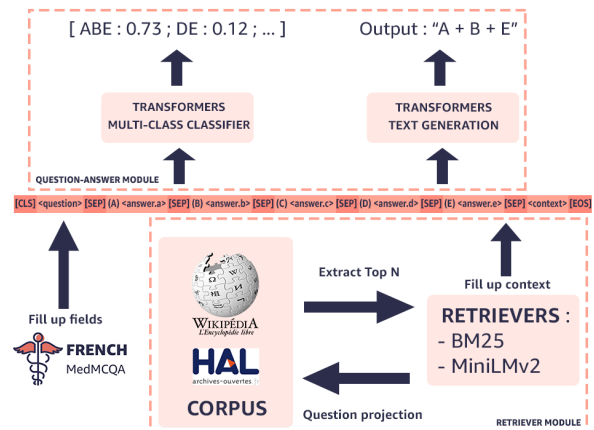 [ ABE : 0.73 ; DE : 0.12 ; ... ]
Output : “A + B + E”
TRANSFORMERS
MULTI-CLASS CLASSIFIER
TRANSFORMERS
TEXT GENERATION
QUESTION-ANSWER MODULE
[CLS] <question> [SEP] (A) <answer.a> [SEP] (B) <answer.b> [SEP] (C) <answer.c> [SEP] (D) <answer.d> [SEP] (E) <answer.e> [SEP] <context> [EOS]
Fill up fields
FRENCH
MedMCQA
WIKIPÉDIA
L'Encyclopédie libre
HAL
archives-ouvertes.fr
CORPUS
Extract Top N
Question projection
Fill up context
RETRIEVERS :
- BM25
- MiniLMv2
RETRIEVER MODULE